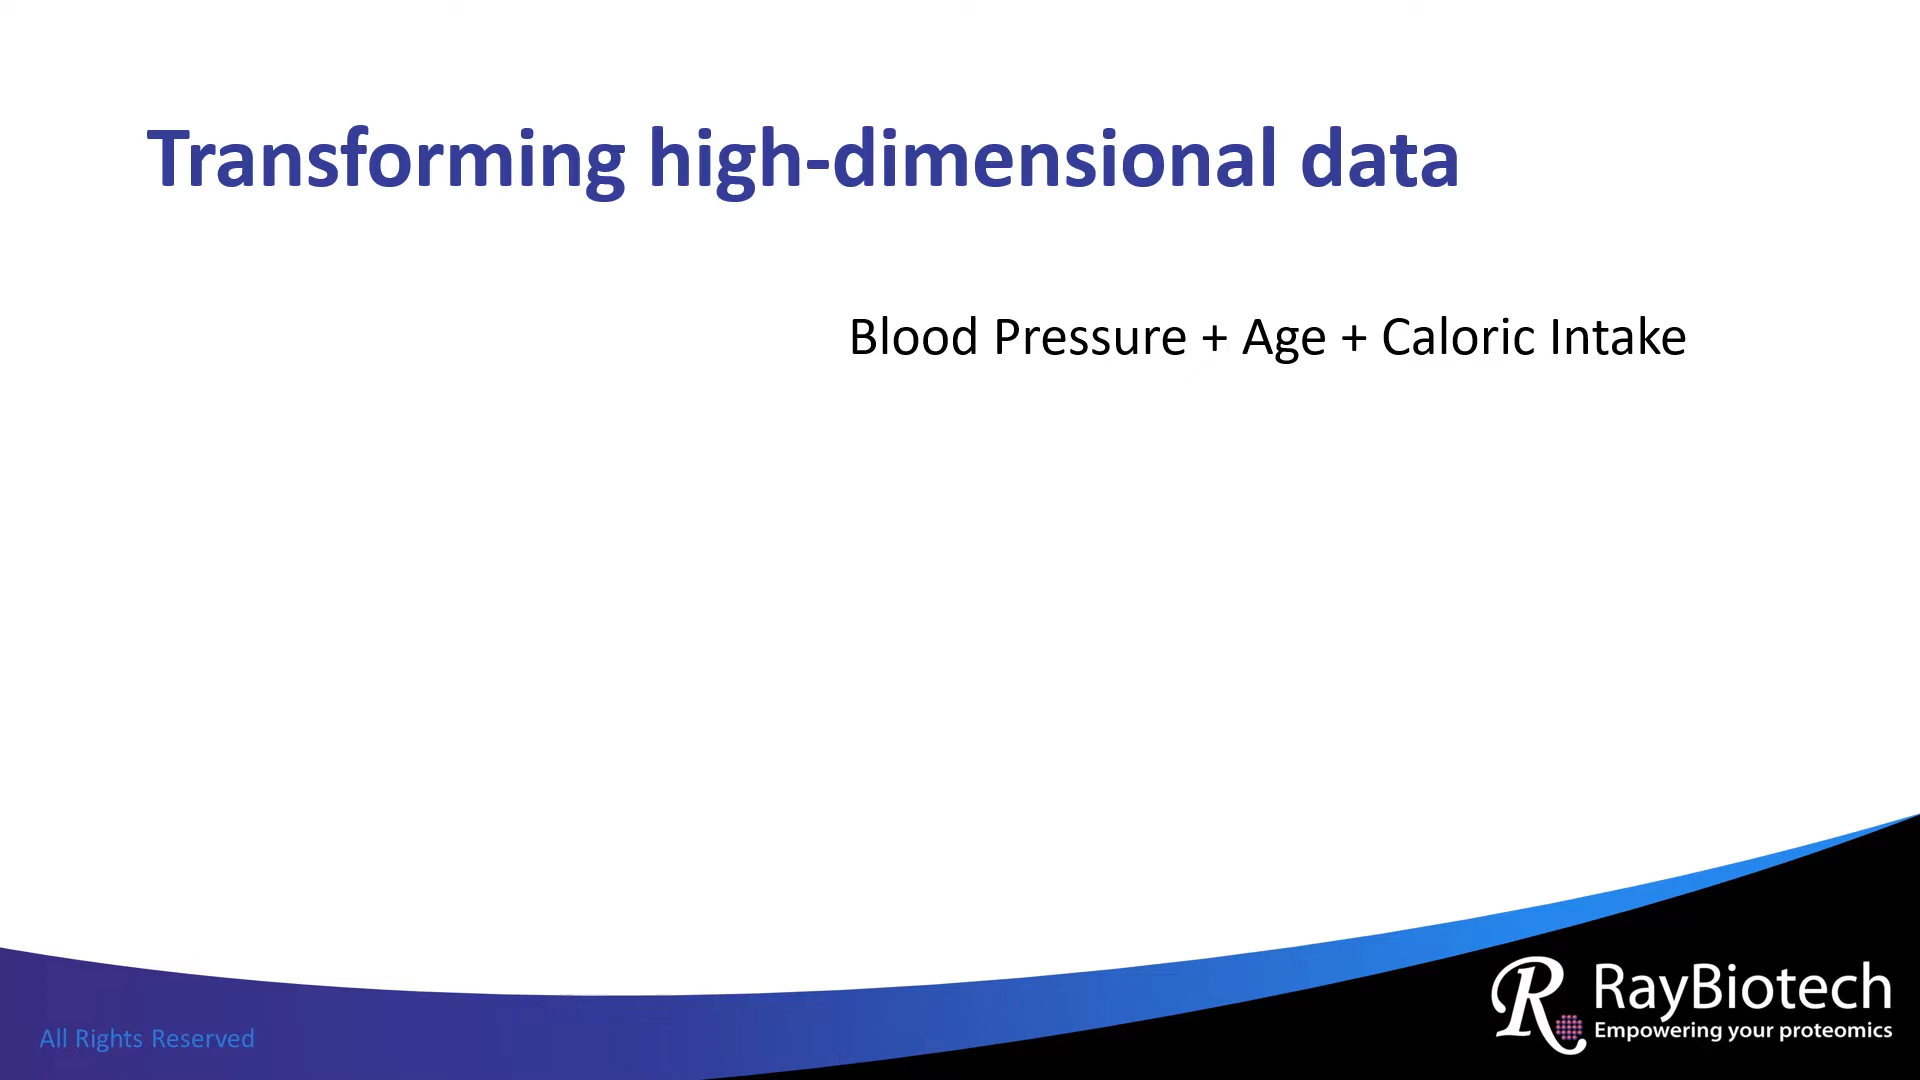 Transforming high-dimensional data
Blood Pressure + Age + Caloric Intake
All Rights Reserved
R
RayBiotech
Empowering your proteomics